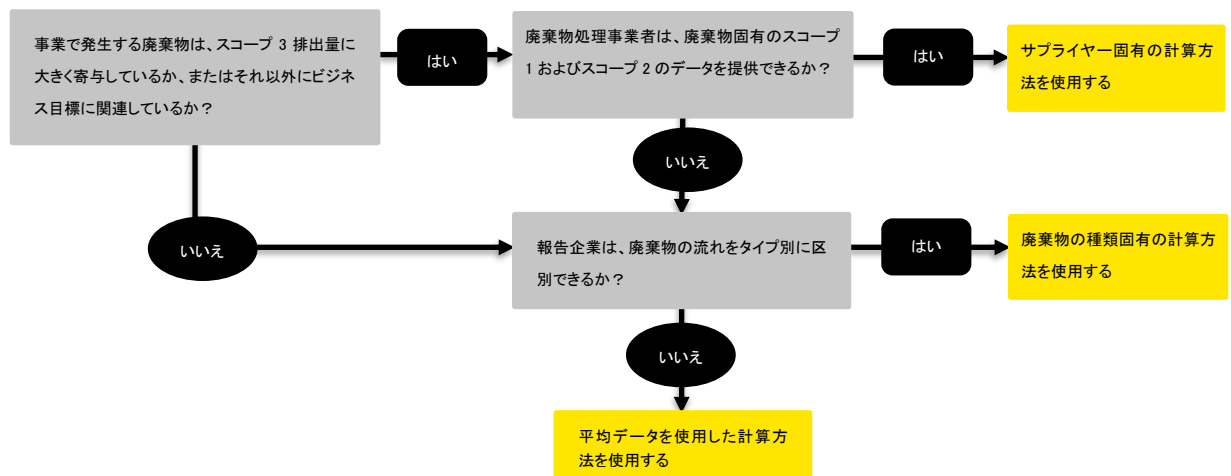 事業で発生する廃棄物は、スコープ 3 排出量に
大きく寄与しているか、またはそれ以外にビジネ
ス目標に関連しているか？
はい
廃棄物処理事業者は、廃棄物固有のスコープ
1 およびスコープ 2 のデータを提供できるか？
はい
サプライヤー固有の計算方
法を使用する
いいえ
いいえ
報告企業は、廃棄物の流れをタイプ別に区
別できるか？
はい
廃棄物の種類固有の計算方
法を使用する
いいえ
平均データを使用した計算方
法を使用する